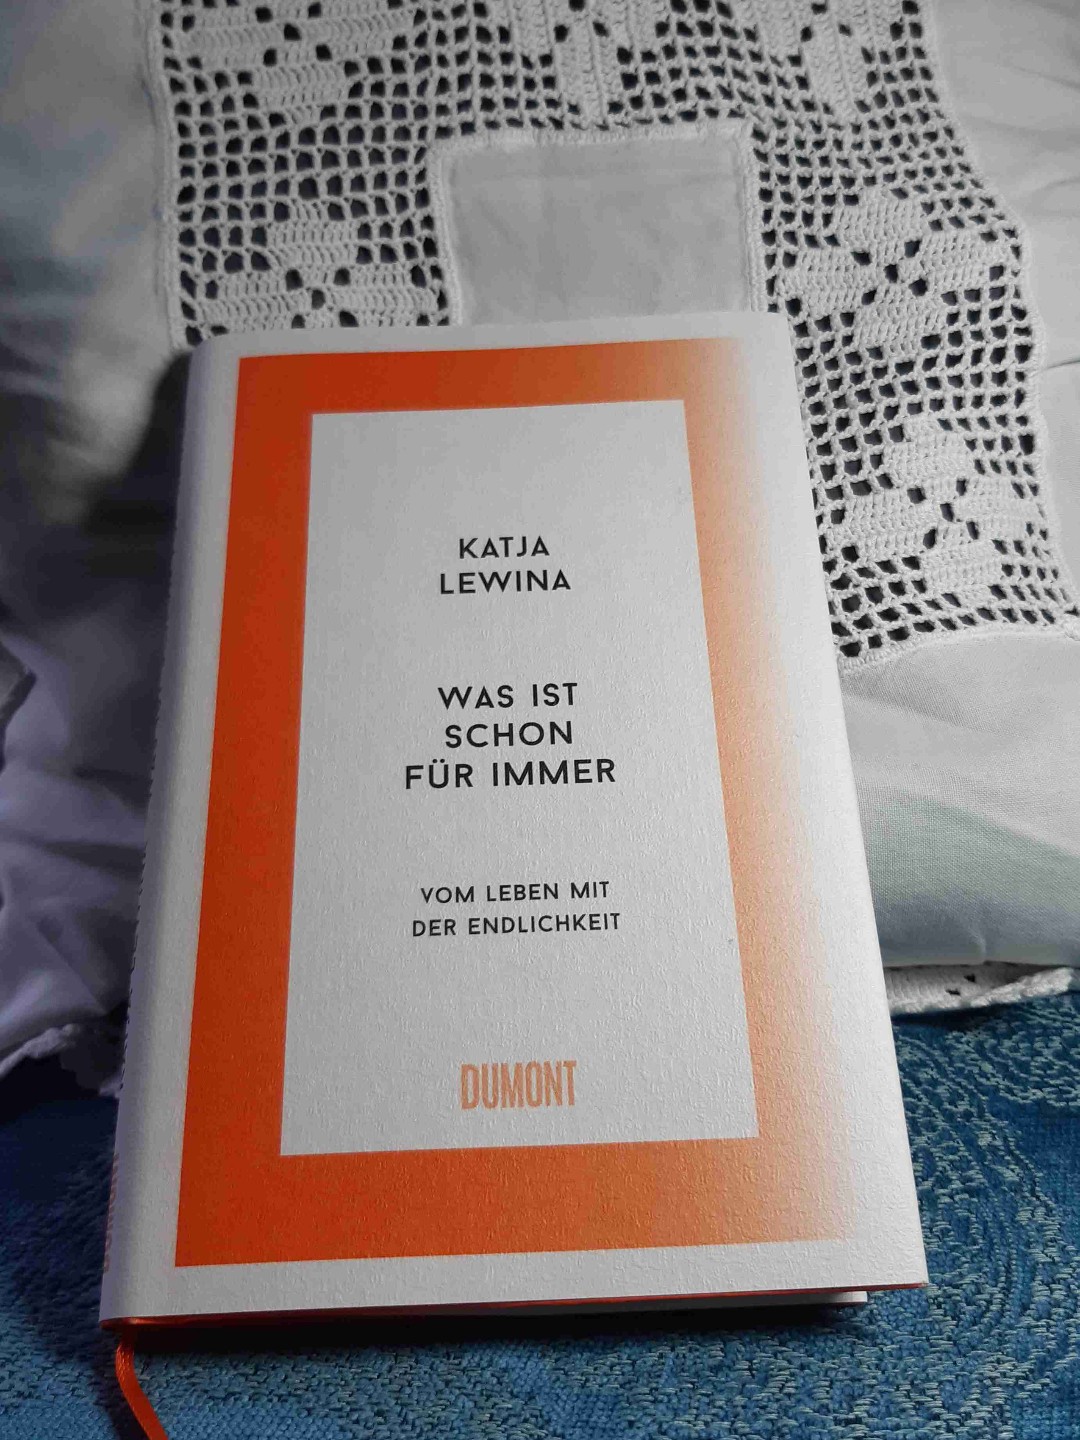 KATJA
LEWINA
WAS IST
SCHON
FÜR IMMER
VOM LEBEN MIT
DER ENDLICHKEIT
DUMONT